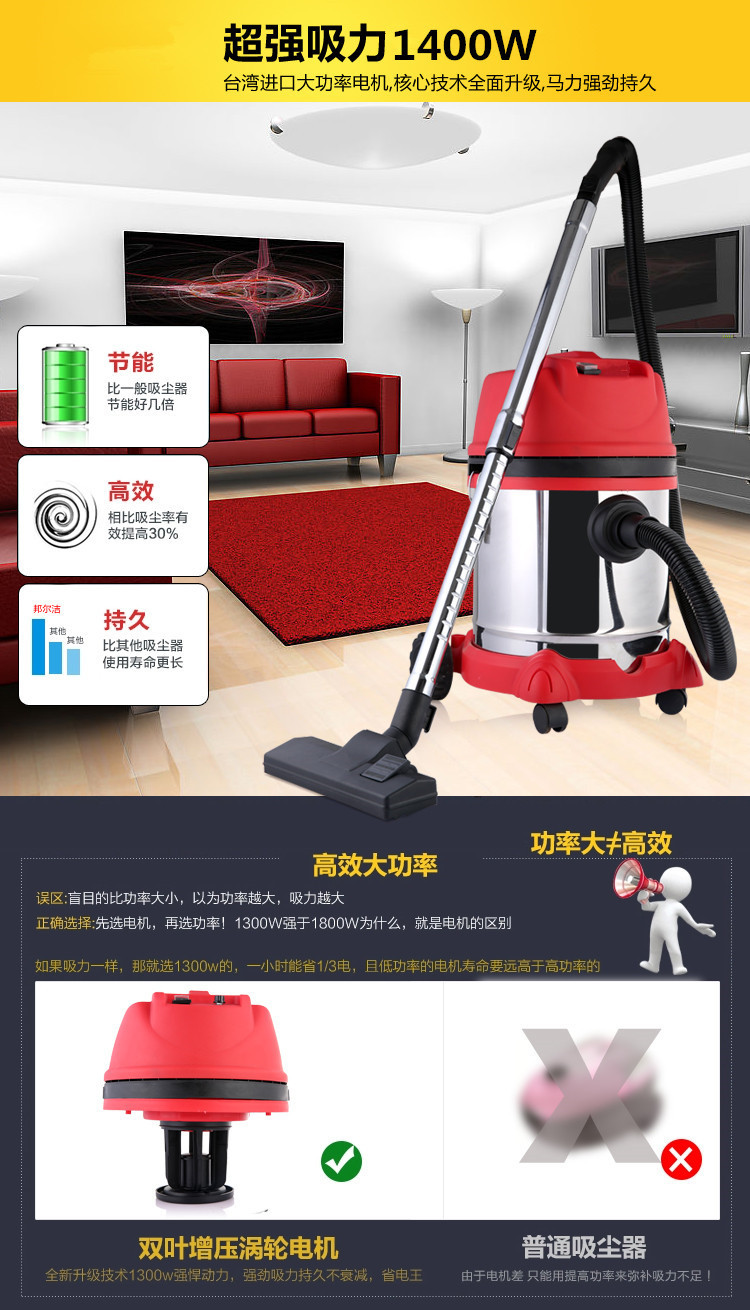 超强吸力1400W
台湾进口大功率电机,核心技术全面升级,马力强劲持久
节能
比一般吸尘器
节能好几倍
高效
相比吸尘率有
效提高30%
邦尔洁
其他
其他
持久
比其他吸尘器
使用寿命更长
功率大≠高效
高效大功率
误区:盲目的比功率大小，以为功率越大，吸力越大
正确选择:先选电机，再选功率！1300W强于1800W为什么，就是电机的区别
如果吸力一样，那就选1300w的，一小时能省1/3电，且低功率的电机寿命要远高于高功率的
X
双叶增压涡轮电机
全新升级技术1300w强悍动力，强劲吸力持久不衰减，省电王
普通吸尘器
由于电机差 只能用提高功率来弥补吸力不足！